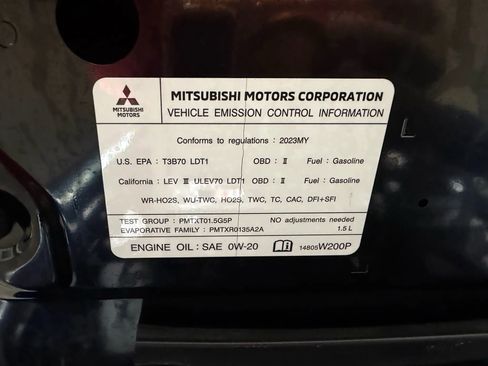 MITSUBISHI MOTORS
MITSUBISHI MOTORS CORPORATION
VEHICLE EMISSION CONTROL INFORMATION
Conforms to regulations : 2023MY
U.S. EPA : T3B70 LDT1 OBD : II Fuel : Gasoline
California : LEV III ULEV70 LDT1 OBD : II Fuel : Gasoline
WR-HO2S, WU-TWC, HO2S, TWC, TC, CAC, DFI+SFI
TEST GROUP : PMTXT01.5G5P NO adjustments needed
EVAPORATIVE FAMILY : PMTXR0135A2A 1.5 L
ENGINE OIL : SAE 0W-20 14805W200P